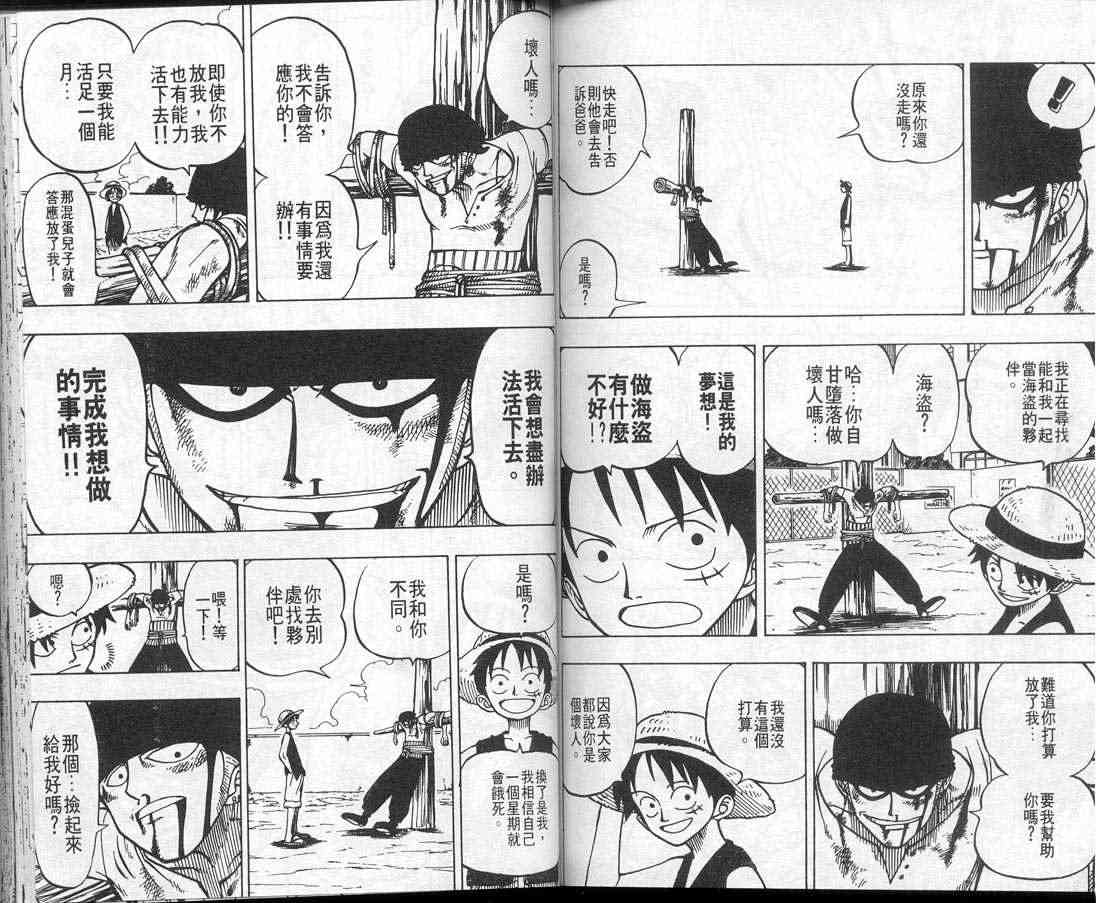 !
原來你還
沒走嗎?
快走吧!否
則他會去告
訴爸爸。
是嗎?
我正在尋找
能和我一起
當海盜的夥
伴。
海盜?
哈…你自
甘墮落做
壞人嗎…
這是我的
夢想!
做海盜
有什麼
不好!?
難道你打算
放了我…
要我幫助
你嗎?
我還沒
有這個
打算。
因爲大家
都說你是
個壞人。
壞人嗎…
告訴你,
我不會答
應你的!
因爲我還
有事情要
辦!!
即使你不
放我,我
也有能力
活下去!!
只要我能
活足一個
月…
那混蛋兒子就會
答應放了我!
我會想盡辦
法活下去。
完成我想做
的事情!!
是嗎?
換了是我,
我相信自己
一個星期就
會餓死。
我和你
不同。
你去別
處找夥
伴吧!
喂!等
一下!
嗯?
那個…撿起來
給我好嗎?